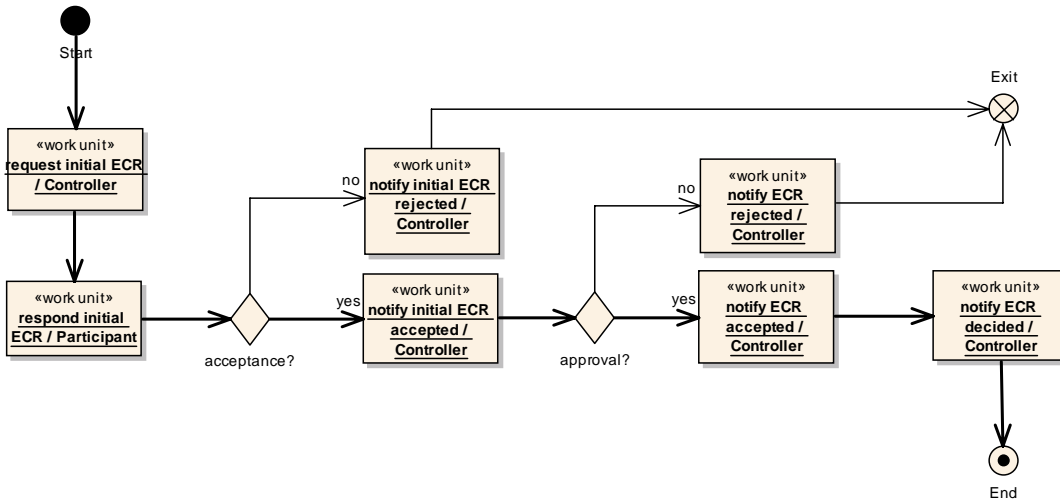 Start
«work unit»
request initial ECR
/ Controller
«work unit»
respond initial
ECR / Participant
acceptance?
no
«work unit»
notify initial ECR
rejected /
Controller
yes
«work unit»
notify initial ECR
accepted /
Controller
approval?
no
«work unit»
notify ECR
rejected /
Controller
Exit
yes
«work unit»
notify ECR
accepted /
Controller
«work unit»
notify ECR
decided /
Controller
End